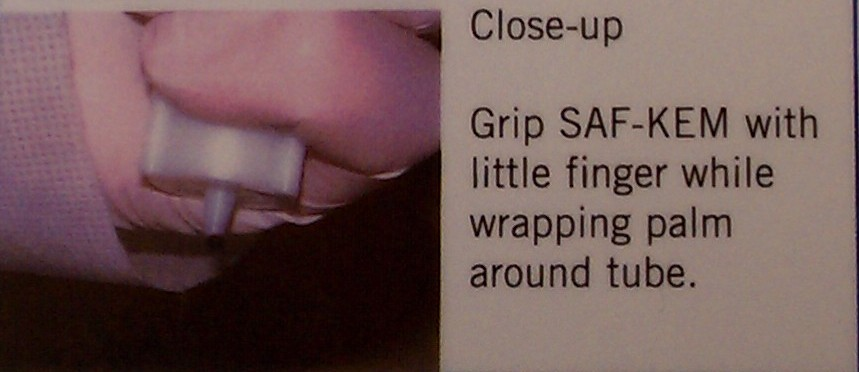 Close-up
Grip SAF-KEM with
little finger while
wrapping palm
around tube.